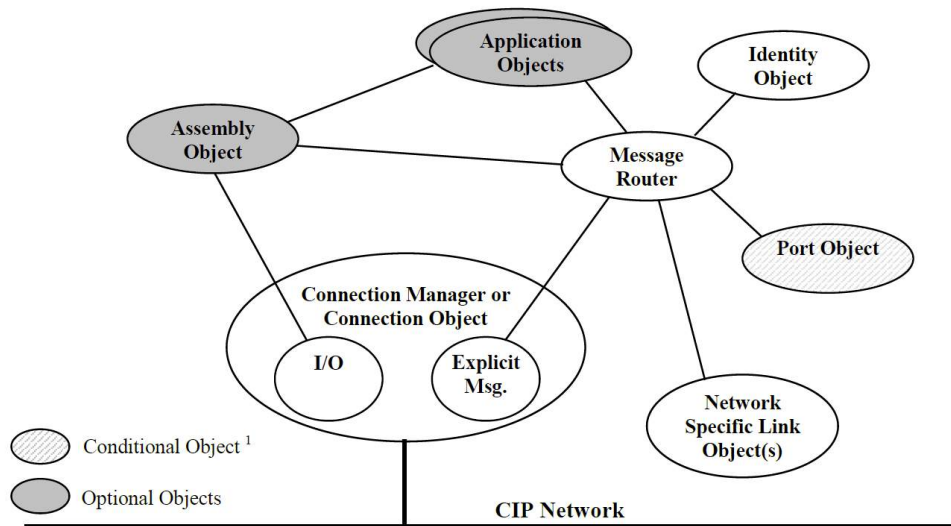 Application
Objects
Identity
Object
Assembly
Object
Message
Router
Port Object
Connection Manager or
Connection Object
I/O
Explicit
Msg.
Network
Specific Link
Object(s)
Conditional Object 1
Optional Objects
CIP Network